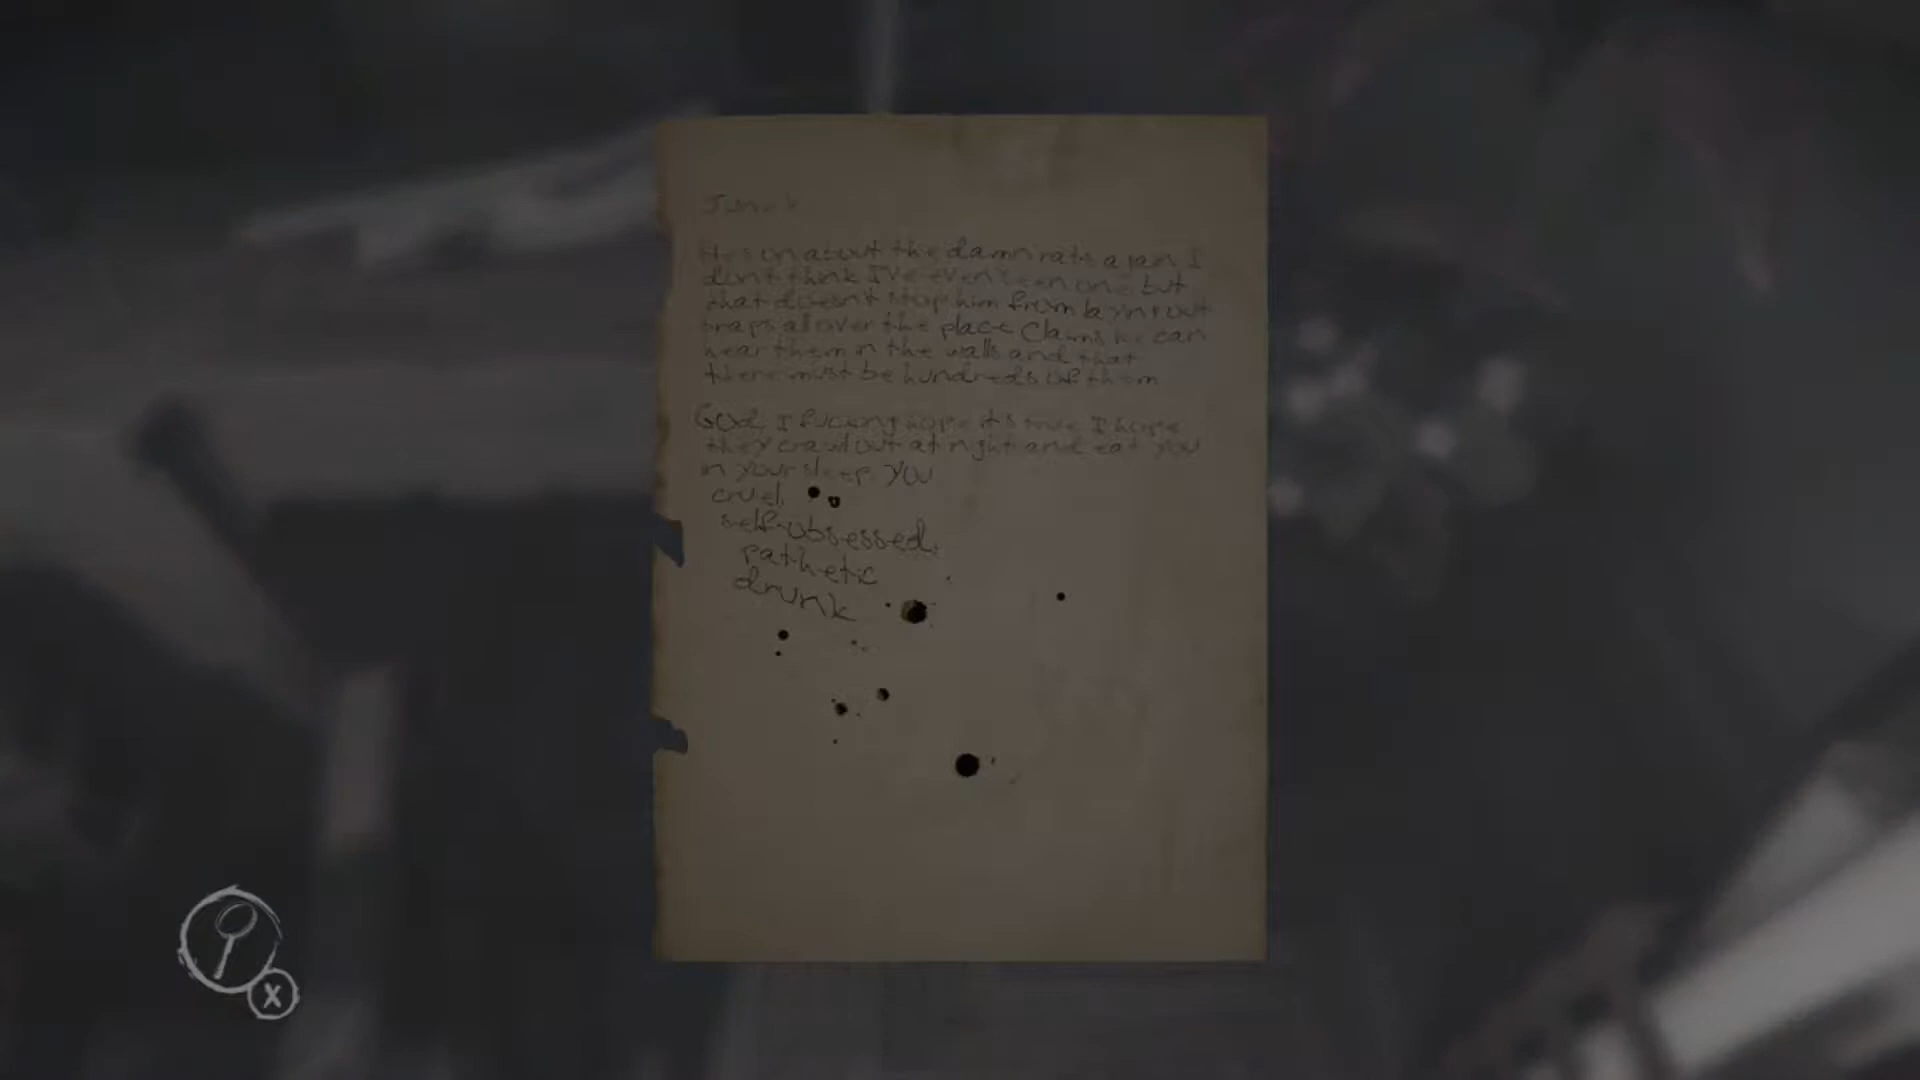 He's on about the damn rats again I
don't think I've even seen one but
that doesn't stop him from laying out
traps all over the place Claims he can
hear them in the walls and that
there must be hundreds of them
God, I fucking hope it's true I hope
they crawl out at night and eat you
in your sleep. You
cruel,
self-obsessed,
pathetic
drunk
X